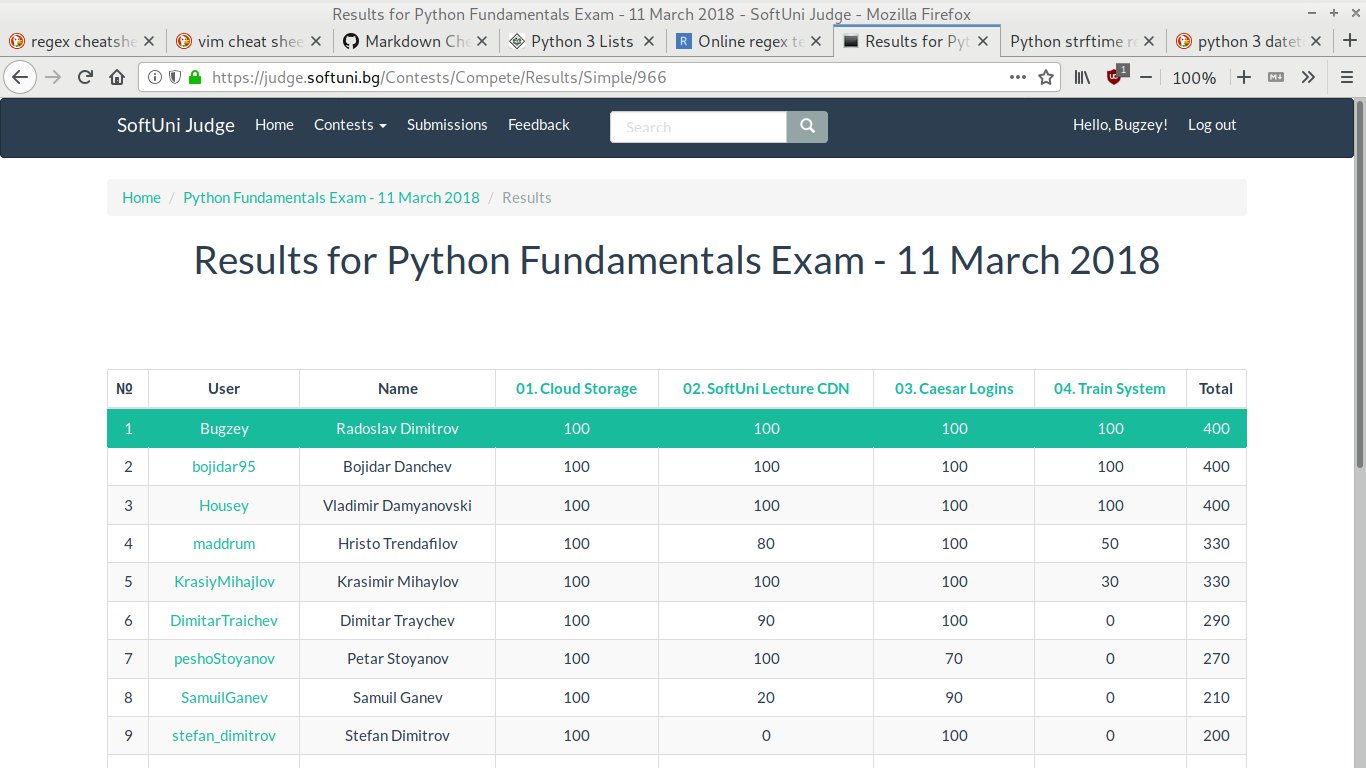 Results for Python Fundamentals Exam - 11 March 2018 - SoftUni Judge - Mozilla Firefox
regex cheatshe vim cheat shee Markdown Che Python 3 Lists Online regex te Results for Pyt Python strftime re python 3 datet
https://judge.softuni.bg/Contests/Compete/Results/Simple/966 1 100%
SoftUni Judge Home Contests Submissions Feedback Search Hello, Bugzey! Log out
Home / Python Fundamentals Exam - 11 March 2018 / Results
Results for Python Fundamentals Exam - 11 March 2018
№ User Name 01. Cloud Storage 02. SoftUni Lecture CDN 03. Caesar Logins 04. Train System Total
1 Bugzey Radoslav Dimitrov 100 100 100 100 400
2 bojidar95 Bojidar Danchev 100 100 100 100 400
3 Housey Vladimir Damyanovski 100 100 100 100 400
4 maddrum Hristo Trendafilov 100 80 100 50 330
5 KrasiyMihajlov Krasimir Mihaylov 100 100 100 30 330
6 DimitarTraichev Dimitar Traychev 100 90 100 0 290
7 peshoStoyanov Petar Stoyanov 100 100 70 0 270
8 SamuilGanev Samuil Ganev 100 20 90 0 210
9 stefan_dimitrov Stefan Dimitrov 100 0 100 0 200